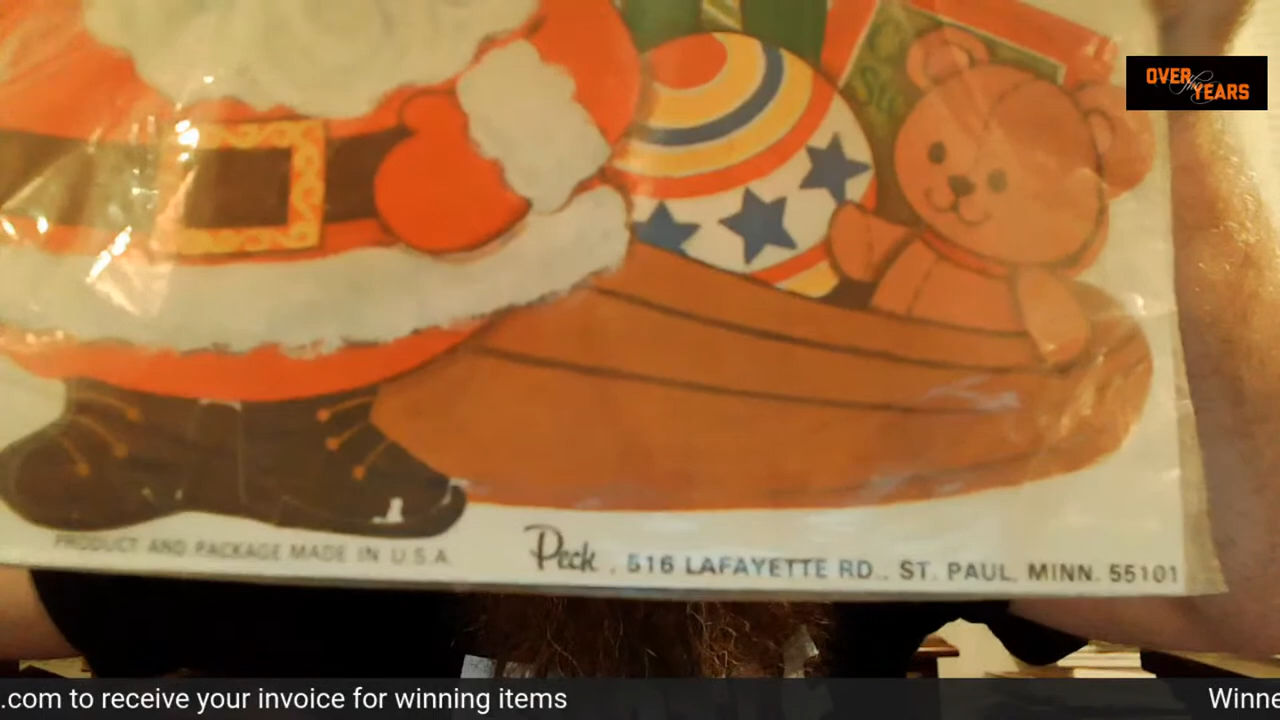 OVER
the
YEARS
PRODUCT AND PACKAGE MADE IN U.S.A.
Peck, 516 LAFAYETTE RD., ST. PAUL, MINN. 55101
.com to receive your invoice for winning items
Winne